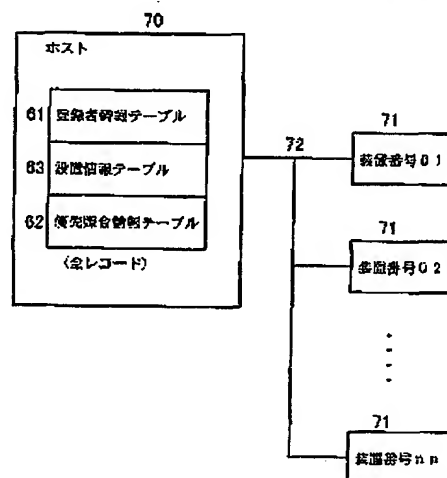 70
ホスト
61 登録者情報テーブル
63 設置情報テーブル
62 優先照合情報テーブル
(全レコード)
72
71
装置番号01
71
装置番号02
71
装置番号nn